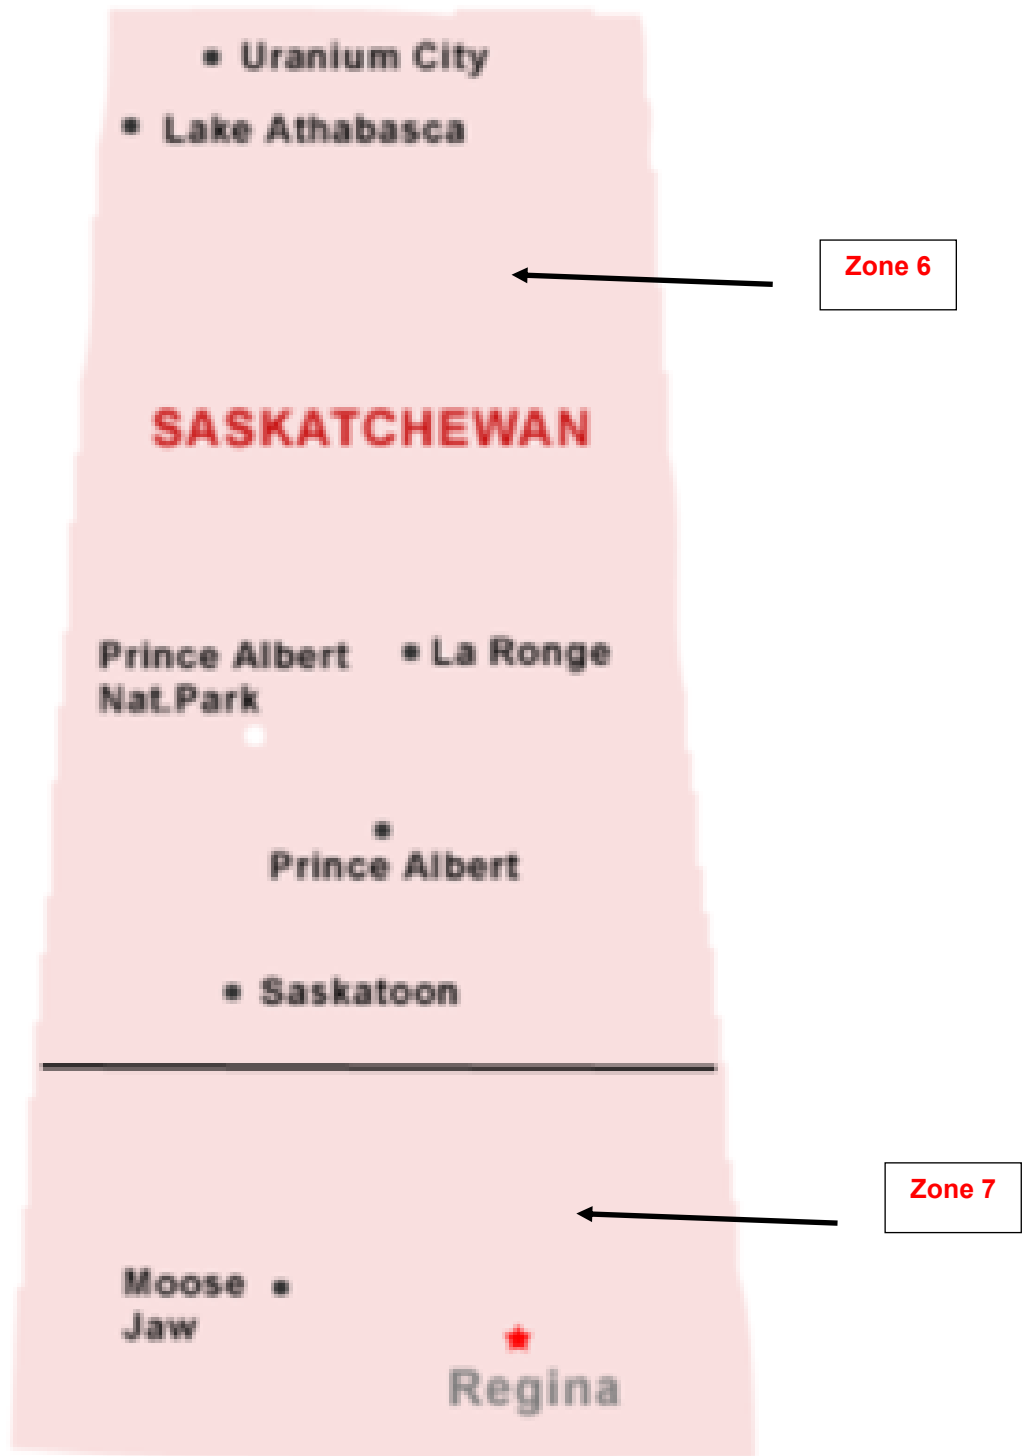 Uranium City
Lake Athabasca
Zone 6
SASKATCHEWAN
Prince Albert
Nat.Park
La Ronge
Prince Albert
Saskatoon
Zone 7
Moose
Jaw
Regina